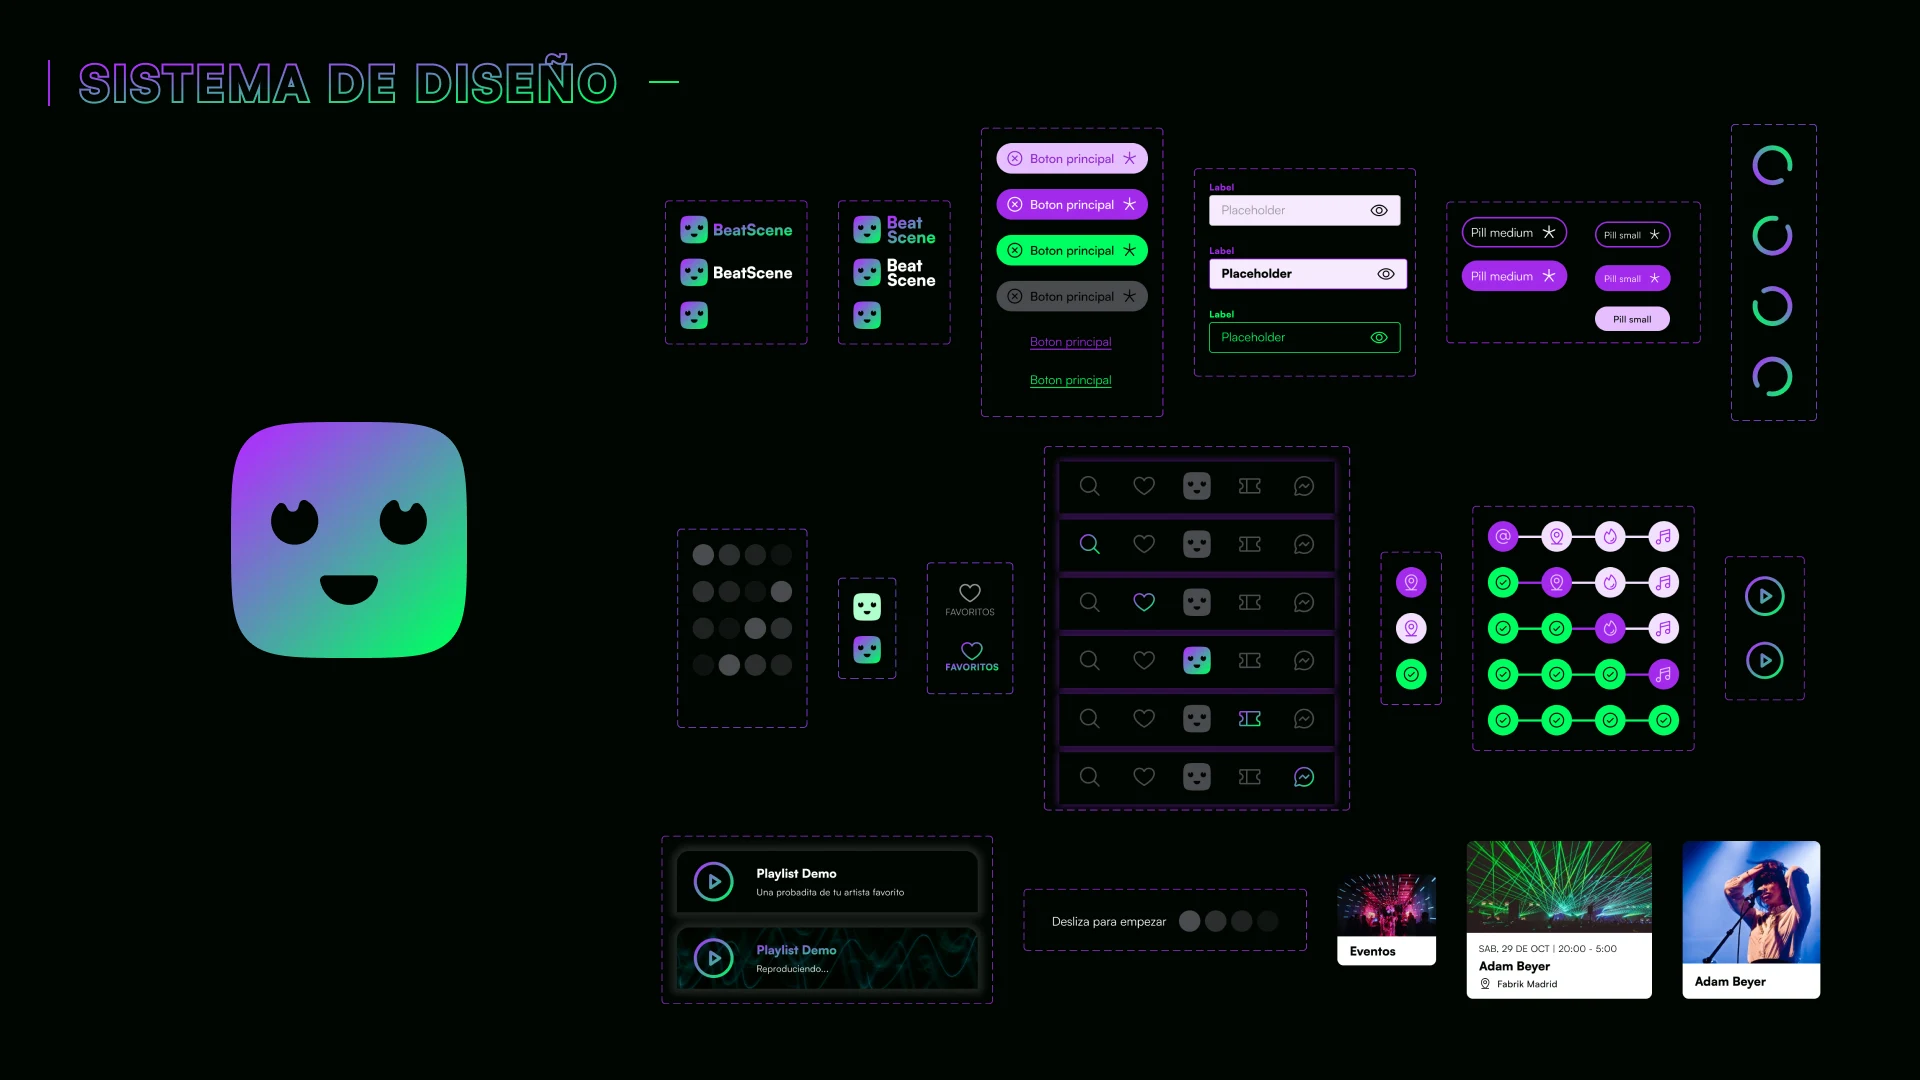 SISTEMA DE DISEÑO
BeatScene
BeatScene
Beat
Scene
Beat
Scene
Boton principal
Boton principal
Boton principal
Boton principal
Boton principal
Boton principal
Label
Placeholder
Label
Placeholder
Label
Placeholder
Pill medium
Pill medium
Pill small
Pill small
Pill small
FAVORITOS
FAVORITOS
Playlist Demo
Una probadita de tu artista favorito
Playlist Demo
Reproduciendo...
Desliza para empezar
Eventos
SAB, 29 DE OCT | 20:00 - 5:00
Adam Beyer
Fabrik Madrid
Adam Beyer